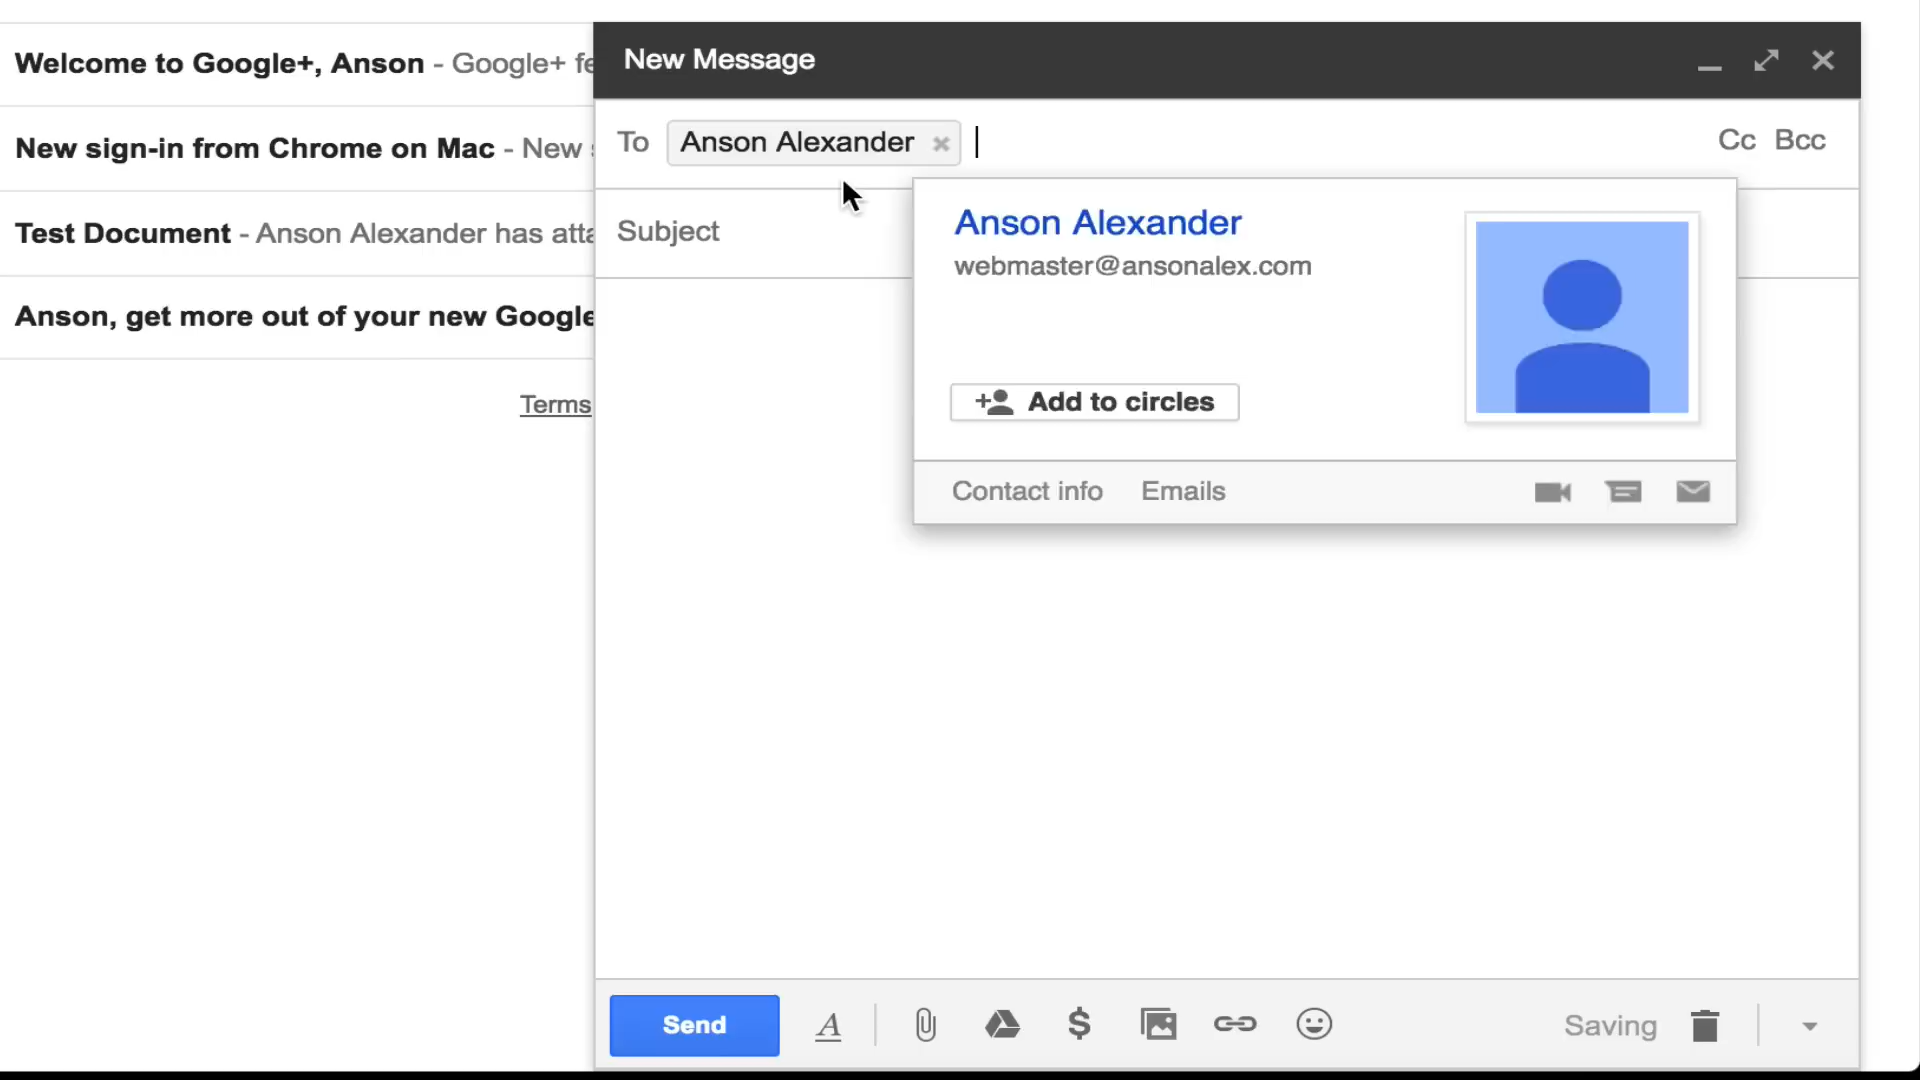 Welcome to Google+, Anson - Google+ fe
New sign-in from Chrome on Mac - New
Test Document - Anson Alexander has atta
Anson, get more out of your new Google
Terms
New Message
To Anson Alexander
Cc Bcc
Subject
Anson Alexander
webmaster@ansonalex.com
Add to circles
Contact info Emails
Send
Saving